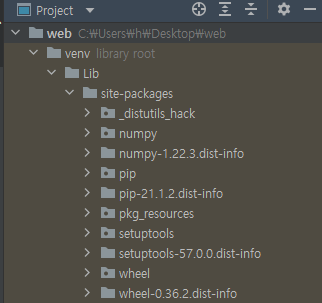 Project
web C:₩Users₩h₩Desktop₩web
venv library root
Lib
site-packages
_distutils_hack
numpy
numpy-1.22.3.dist-info
pip
pip-21.1.2.dist-info
pkg_resources
setuptools
setuptools-57.0.0.dist-info
wheel
wheel-0.36.2.dist-info